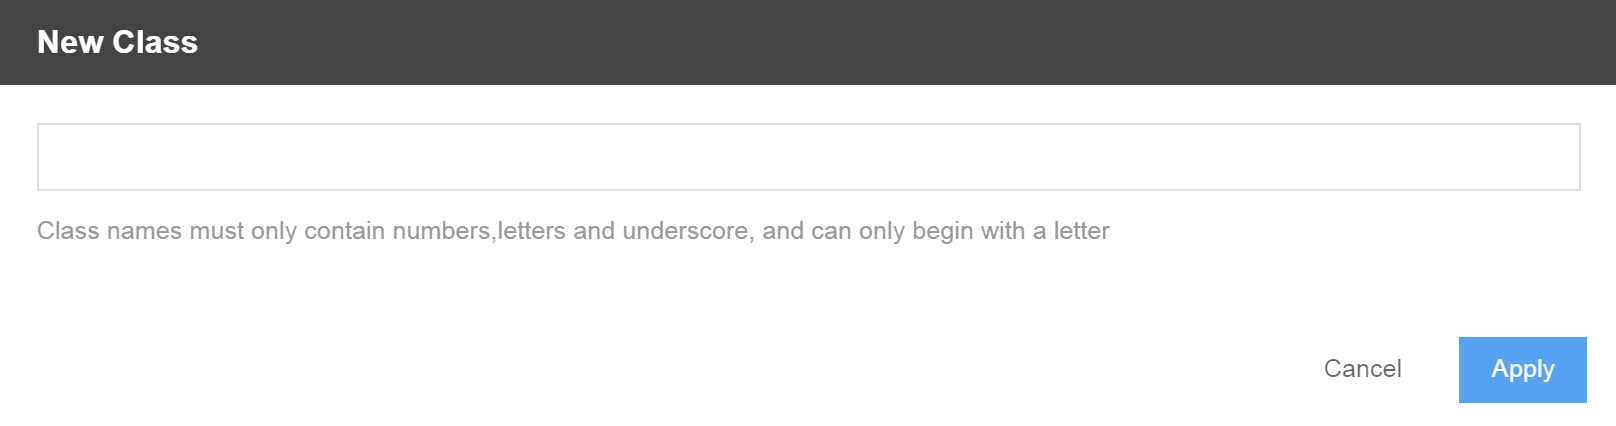 New Class
Class names must only contain numbers,letters and underscore, and can only begin with a letter
Cancel
Apply